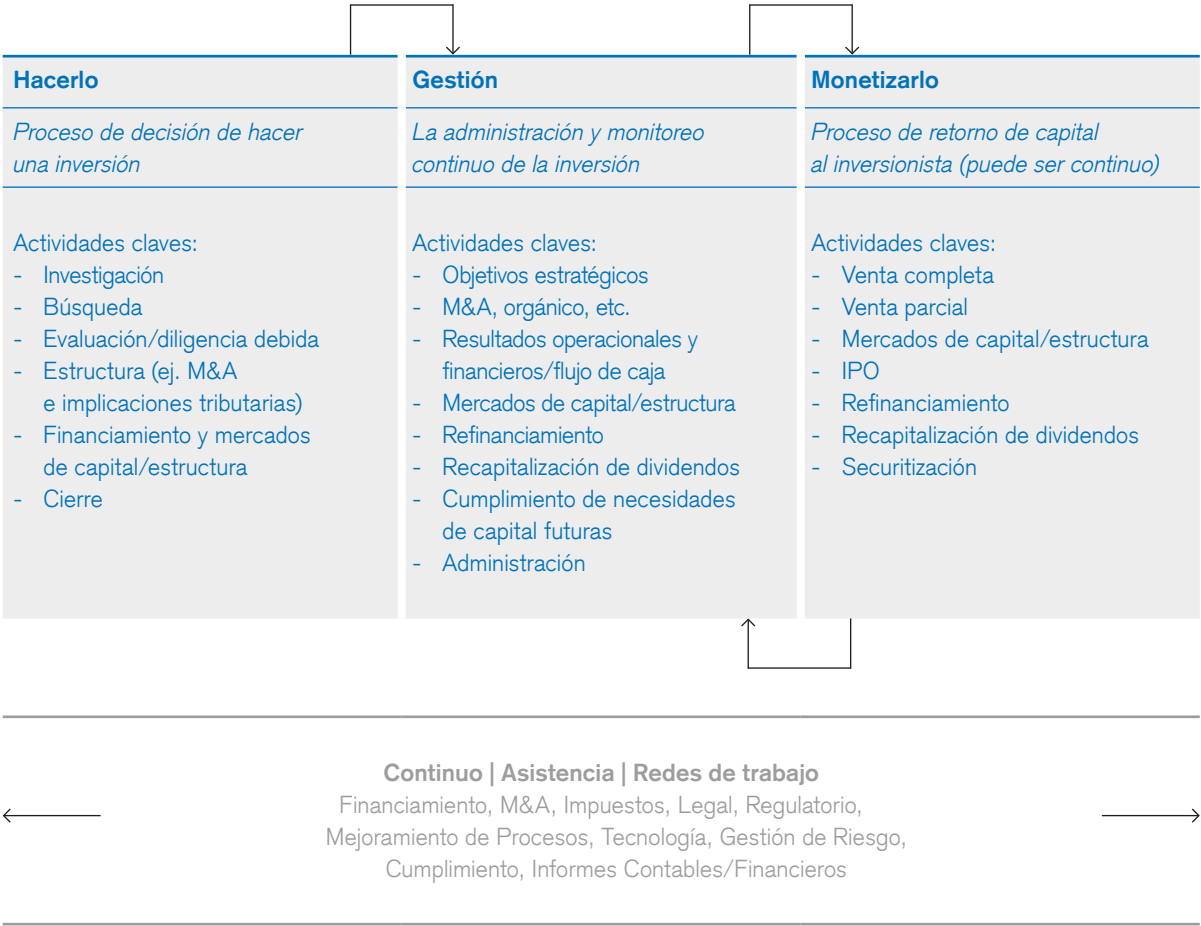 Hacerlo
Proceso de decisión de hacer
una inversión
Actividades claves:
- Investigación
- Búsqueda
- Evaluación/diligencia debida
- Estructura (ej. M&A
e implicaciones tributarias)
- Financiamiento y mercados
de capital/estructura
- Cierre
Gestión
La administración y monitoreo
continuo de la inversión
Actividades claves:
- Objetivos estratégicos
- M&A, orgánico, etc.
- Resultados operacionales y
financieros/flujo de caja
- Mercados de capital/estructura
- Refinanciamiento
- Recapitalización de dividendos
- Cumplimiento de necesidades
de capital futuras
- Administración
Monetizarlo
Proceso de retorno de capital
al inversionista (puede ser continuo)
Actividades claves:
- Venta completa
- Venta parcial
- Mercados de capital/estructura
- IPO
- Refinanciamiento
- Recapitalización de dividendos
- Securitización
Continuo | Asistencia | Redes de trabajo
Financiamiento, M&A, Impuestos, Legal, Regulatorio,
Mejoramiento de Procesos, Tecnología, Gestión de Riesgo,
Cumplimiento, Informes Contables/Financieros